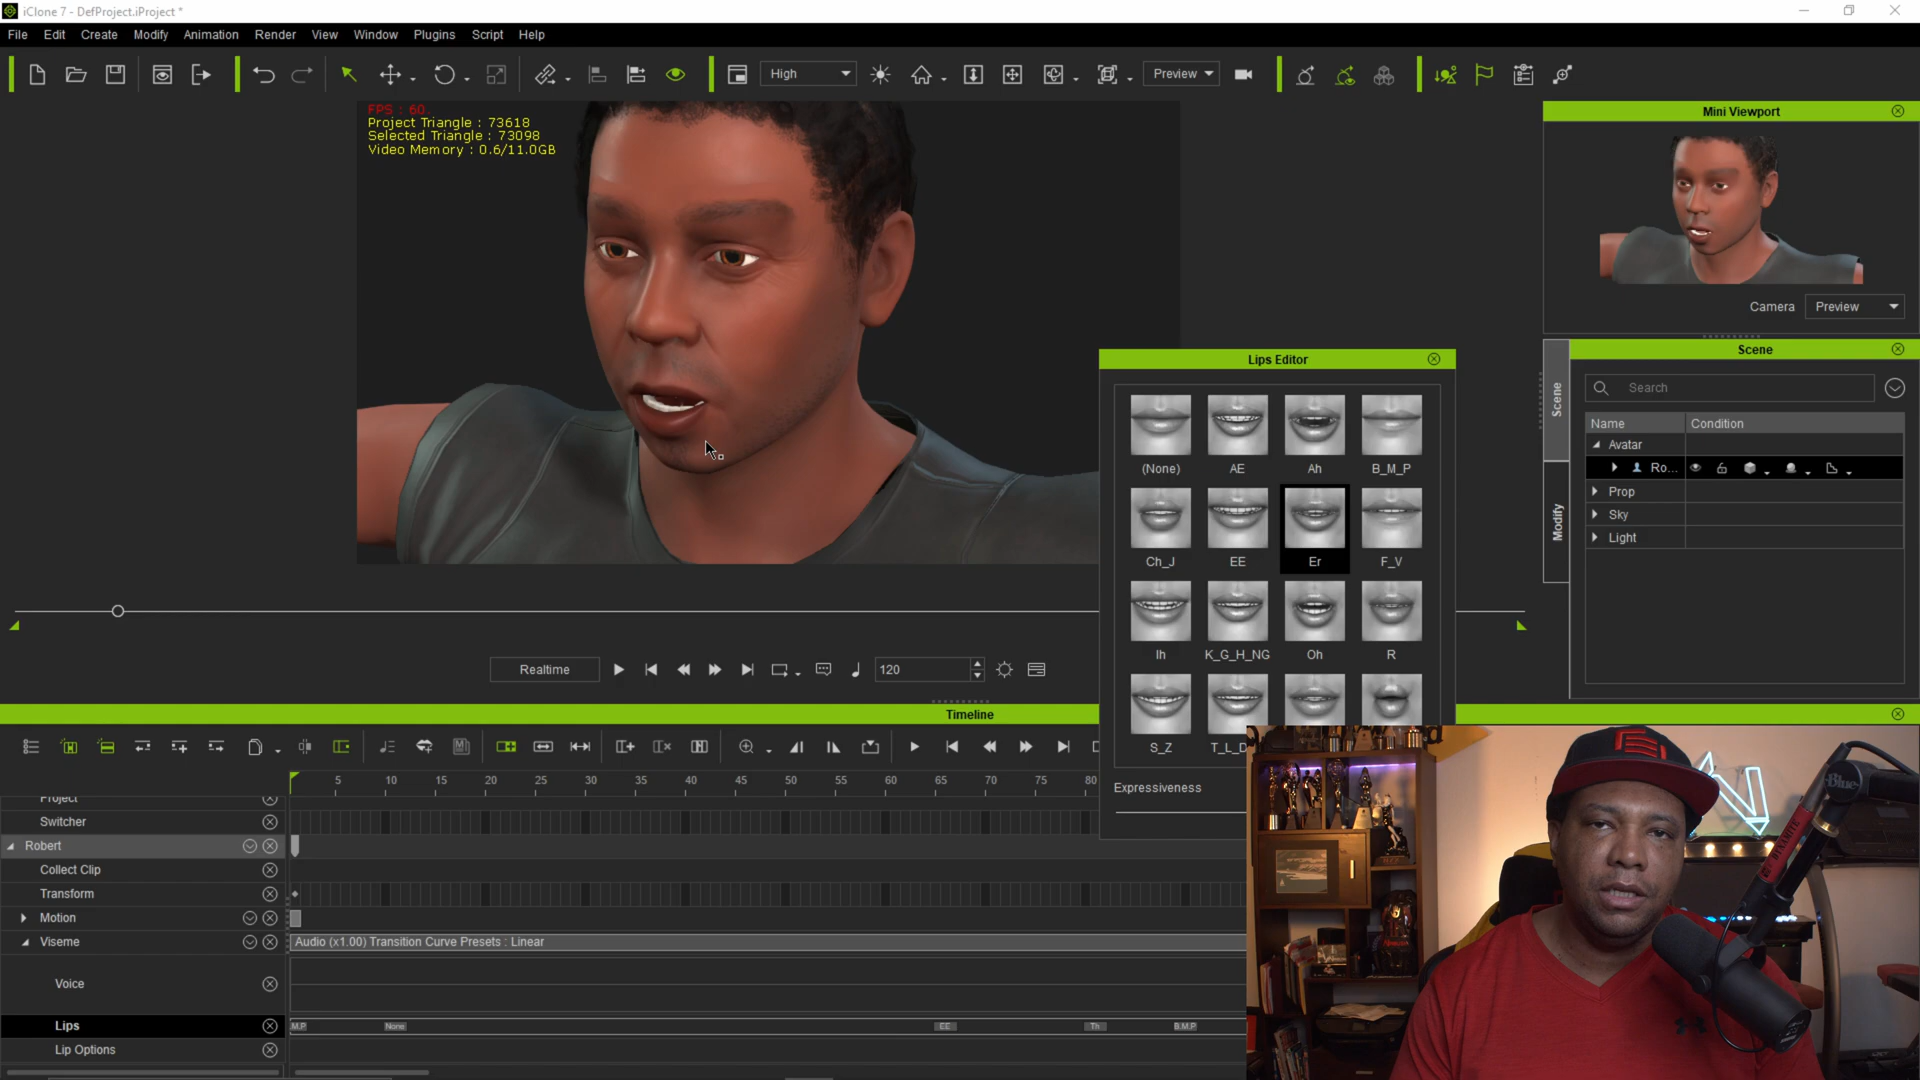 iClone 7 - DefProject.iProject *
File Edit Create Modify Animation Render View Window Plugins Script Help
High
Preview
FPS : 60
Project Triangle : 73618
Selected Triangle : 73098
Video Memory : 0.6/11.0GB
Mini Viewport
Camera Preview
Scene
Scene
Modify
Search
Name Condition
Avatar
Ro...
Prop
Sky
Light
Lips Editor
(None) AE Ah B_M_P
Ch_J EE Er F_V
Ih K_G_H_NG Oh R
S_Z T_L_D
Expressiveness
Realtime
120
Timeline
5 10 15 20 25 30 35 40 45 50 55 60 65 70 75 80
Project
Switcher
Robert
Collect Clip
Transform
Motion
Viseme
Audio (x1.00) Transition Curve Presets : Linear
Voice
Lips
M.P None EE Th B.M.P
Lip Options
Blue